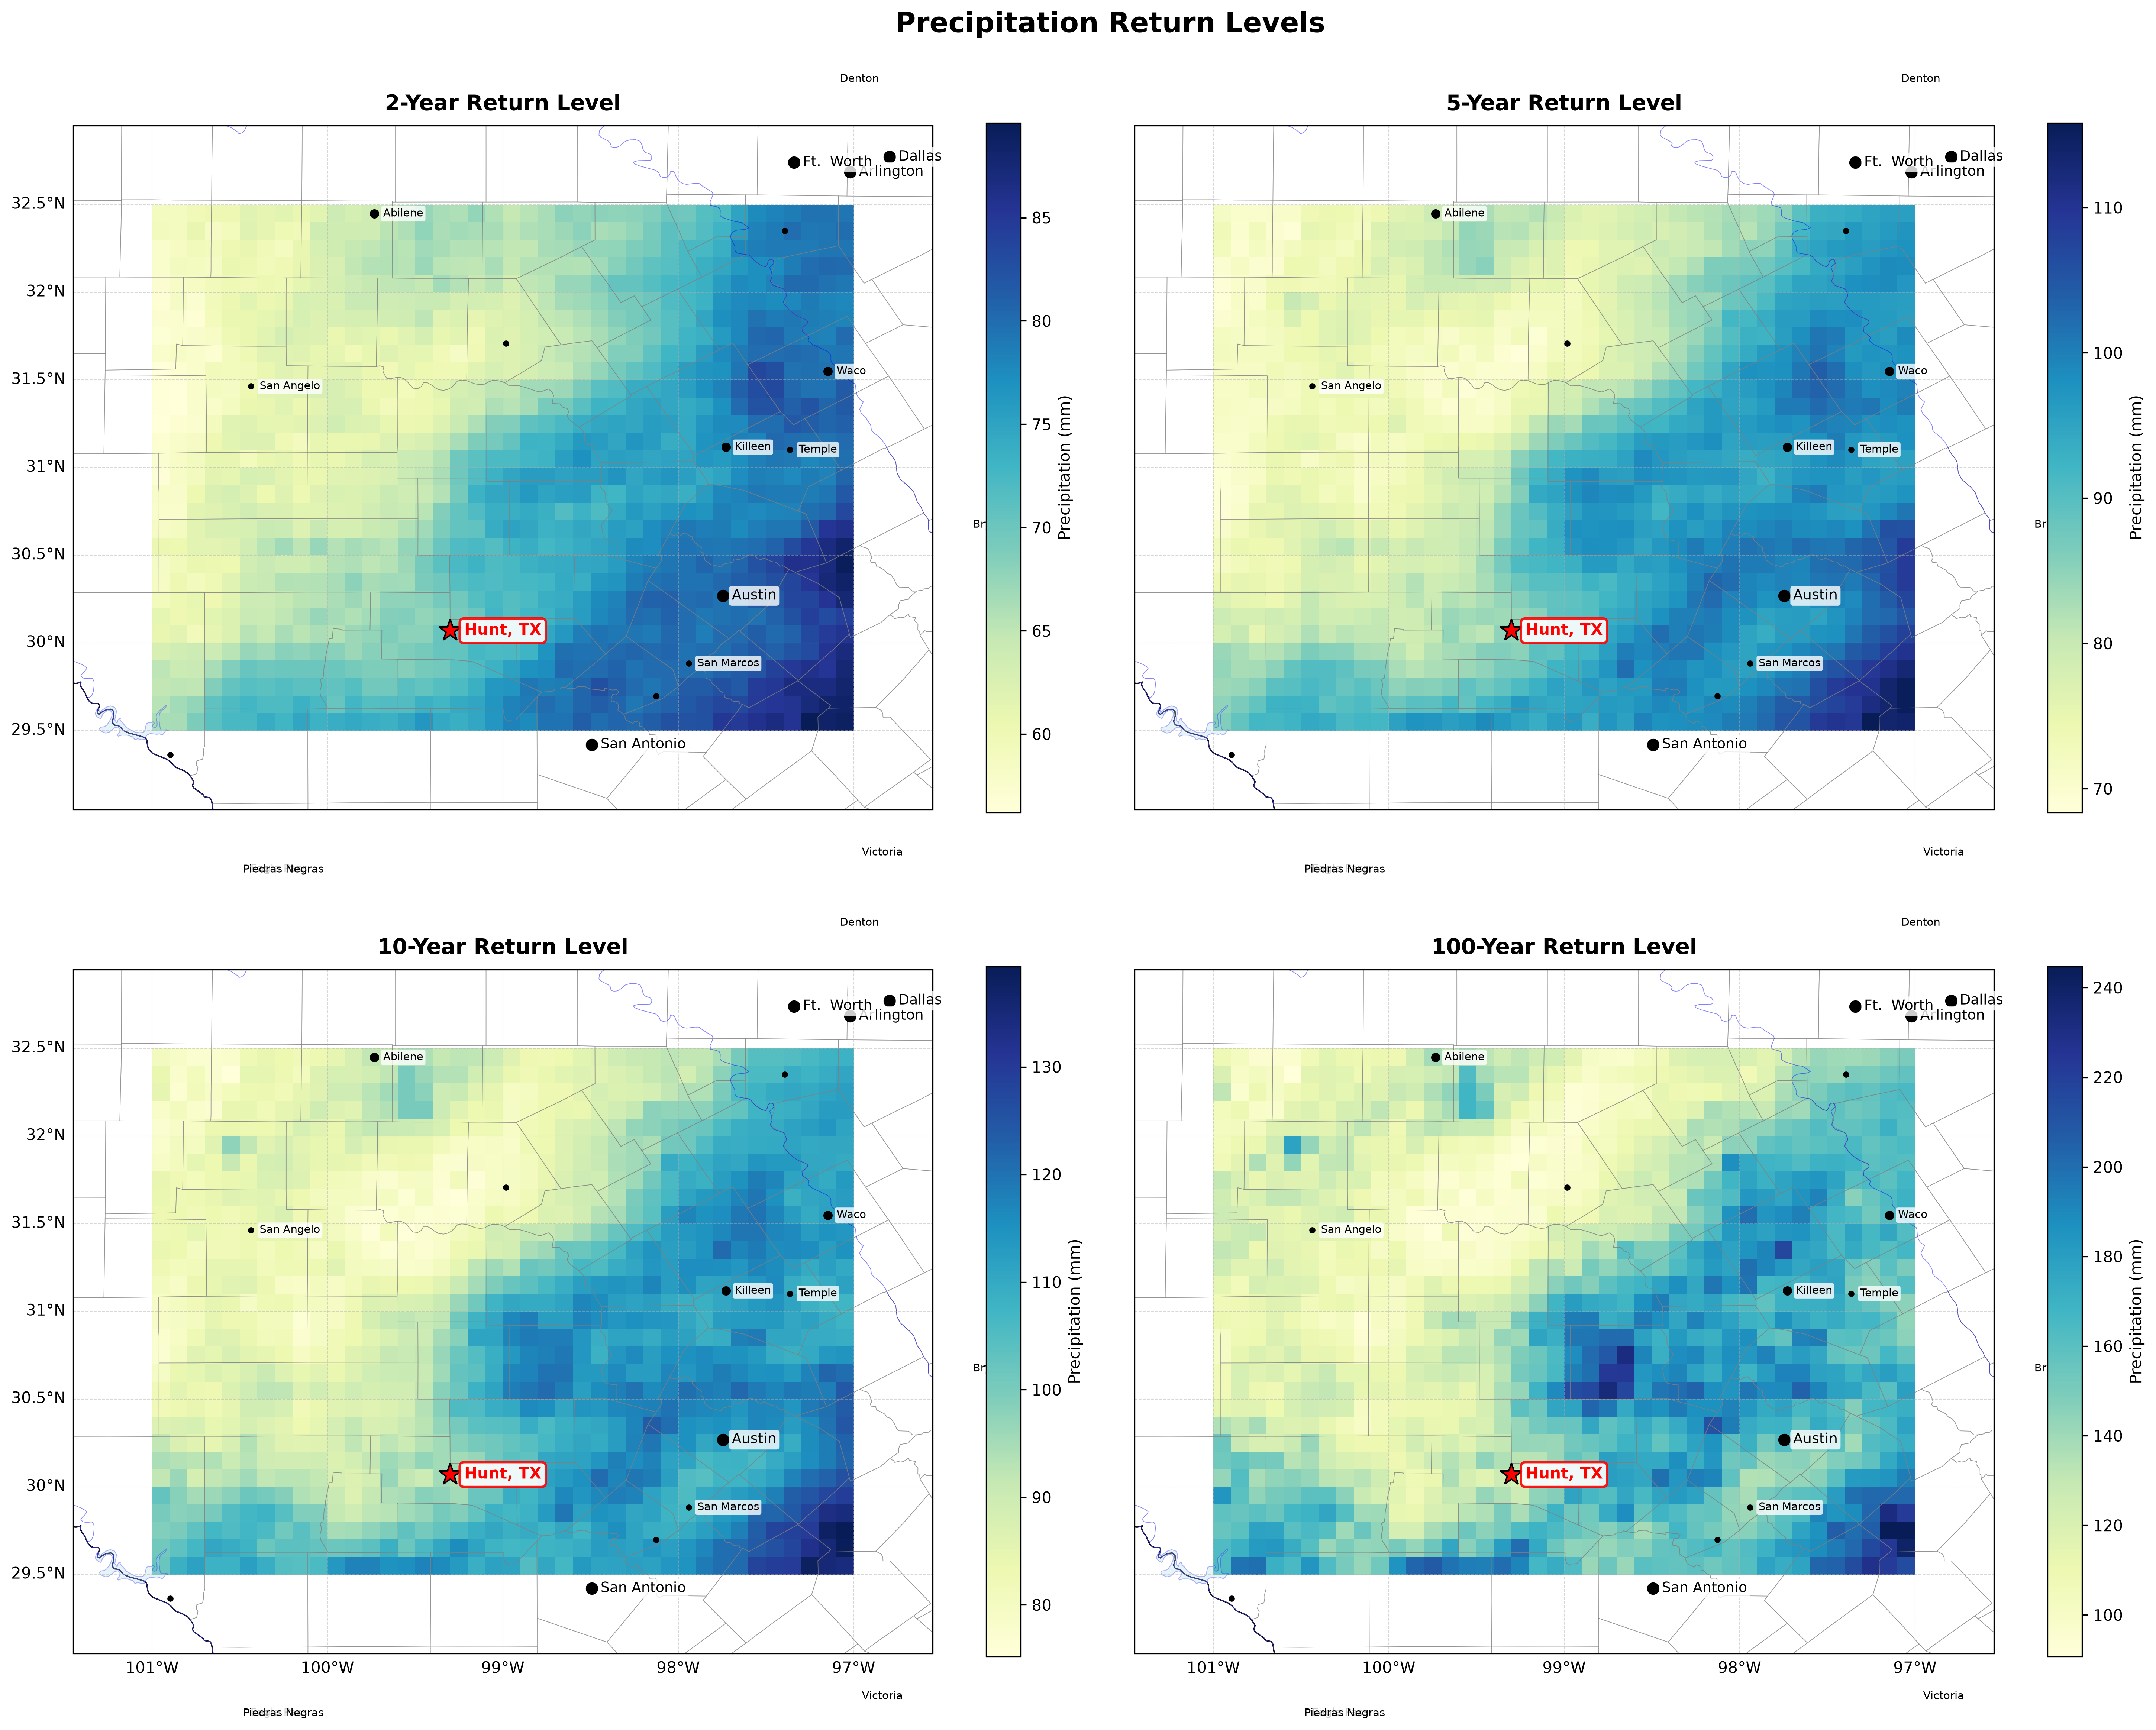 Precipitation Return Levels
Denton
2-Year Return Level
Ft. Worth
Dallas
Arlington
32.5°N
32°N
31.5°N
31°N
30.5°N
30°N
29.5°N
Abilene
San Angelo
Waco
Killeen
Temple
Br
Austin
Hunt, TX
San Marcos
San Antonio
85
80
75
70
65
60
Precipitation (mm)
Victoria
Piedras Negras
Denton
5-Year Return Level
Ft. Worth
Dallas
Arlington
Abilene
San Angelo
Waco
Killeen
Temple
Br
Austin
Hunt, TX
San Marcos
San Antonio
110
100
90
80
70
Precipitation (mm)
Victoria
Piedras Negras
Denton
10-Year Return Level
Ft. Worth
Dallas
Arlington
32.5°N
32°N
31.5°N
31°N
30.5°N
30°N
29.5°N
Abilene
San Angelo
Waco
Killeen
Temple
Br
Austin
Hunt, TX
San Marcos
San Antonio
101°W
100°W
99°W
98°W
97°W
130
120
110
100
90
80
Precipitation (mm)
Victoria
Piedras Negras
Denton
100-Year Return Level
Ft. Worth
Dallas
Arlington
Abilene
San Angelo
Waco
Killeen
Temple
Br
Austin
Hunt, TX
San Marcos
San Antonio
101°W
100°W
99°W
98°W
97°W
240
220
200
180
160
140
120
100
Precipitation (mm)
Victoria
Piedras Negras